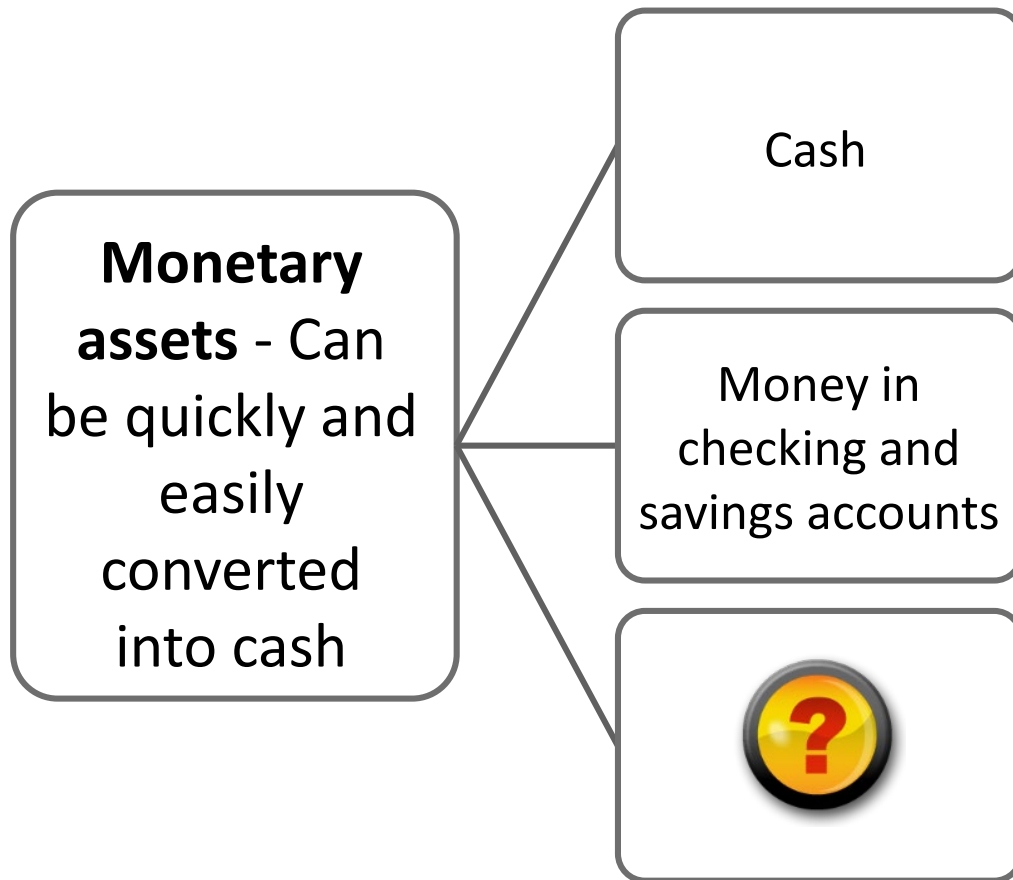 Monetary
assets - Can
be quickly and
easily
converted
into cash
Cash
Money in
checking and
savings accounts
?